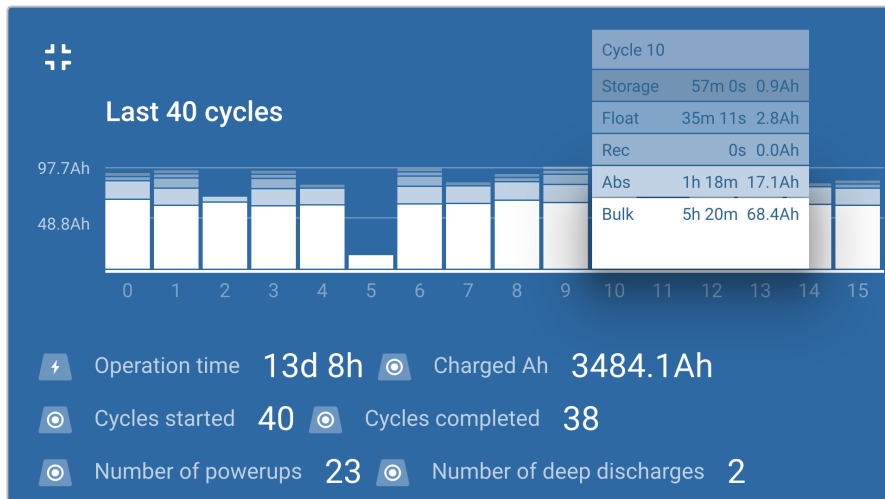 Cycle 10
Storage 57m 0s 0.9Ah
Float 35m 11s 2.8Ah
Rec 0s 0.0Ah
Abs 1h 18m 17.1Ah
Bulk 5h 20m 68.4Ah
Last 40 cycles
97.7Ah
48.8Ah
0 1 2 3 4 5 6 7 8 9 10 11 12 13 14 15
Operation time 13d 8h Charged Ah 3484.1Ah
Cycles started 40 Cycles completed 38
Number of powerups 23 Number of deep discharges 2